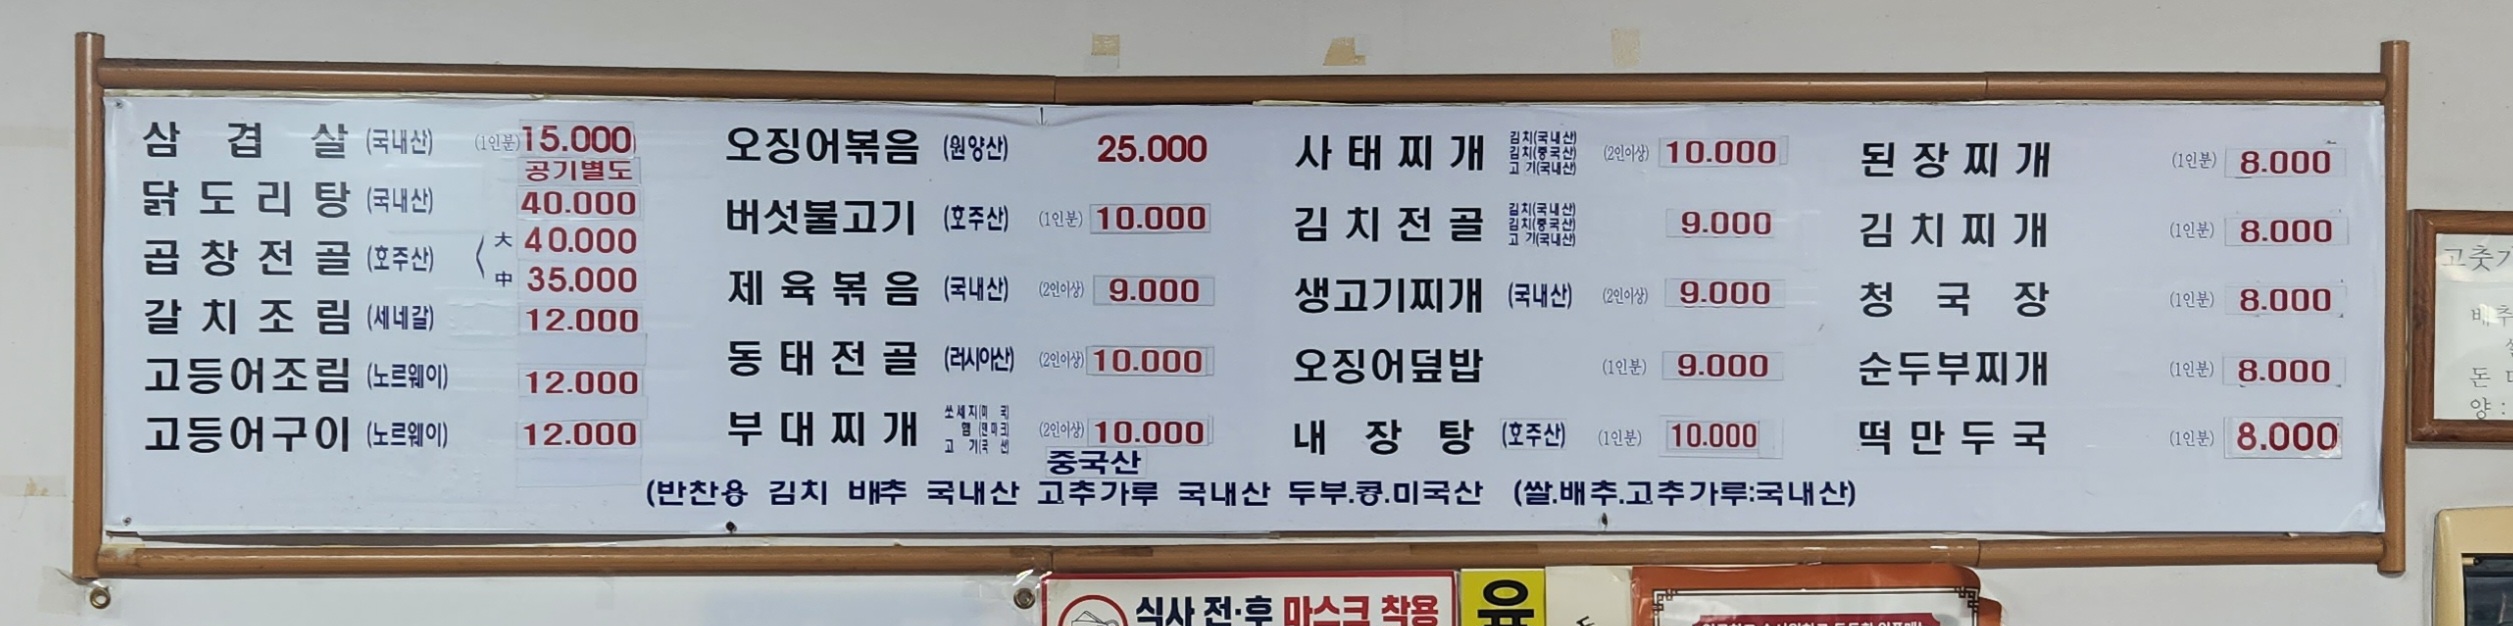 삼 겹 살 (국내산) (1인분) 15.000
공기별도
닭 도 리 탕 (국내산) 40.000
곱 창 전 골 (호주산) 大 40.000
中 35.000
갈 치 조 림 (세네갈) 12.000
고등어조림 (노르웨이) 12.000
고등어구이 (노르웨이) 12.000
오징어볶음 (원양산) 25.000
버섯불고기 (호주산) (1인분) 10.000
제 육 볶 음 (국내산) (2인이상) 9.000
동 태 전 골 (러시아산) (2인이상) 10.000
부 대 찌 개 (2인이상) 10.000
중국산
사 태 찌 개 김치(국내산) (2인이상) 10.000
김치(중국산)
고 기(국내산)
김 치 전 골 김치(국내산) 9.000
김치(중국산)
고 기(국내산)
생고기찌개 (국내산) (2인이상) 9.000
오징어덮밥 (1인분) 9.000
내 장 탕 (호주산) (1인분) 10.000
된 장 찌 개 (1인분) 8.000
김 치 찌 개 (1인분) 8.000
청 국 장 (1인분) 8.000
순두부찌개 (1인분) 8.000
떡 만 두 국 (1인분) 8.000
(반찬용 김치 배추 국내산 고추가루 국내산 두부.콩.미국산 (쌀.배추.고추가루:국내산)
식사 전·후 마스크 착용